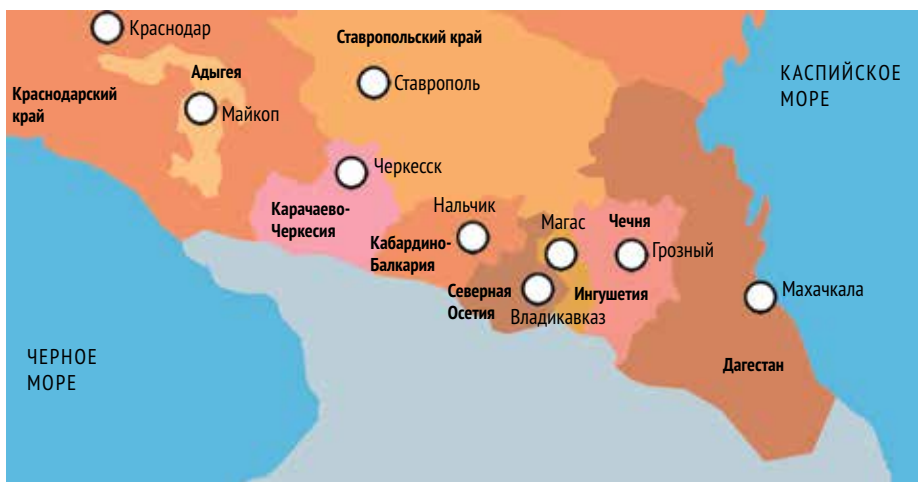 Краснодар
Ставропольский край
Адыгея
КАСПИЙСКОЕ
МОРЕ
Ставрополь
Краснодарский
край
Майкоп
Черкесск
Карачаево-
Черкесия
Нальчик
Магас
Чечня
Кабардино-
Балкария
Грозный
Северная
Осетия
Ингушетия
Владикавказ
Махачкала
ЧЕРНОЕ
МОРЕ
Дагестан